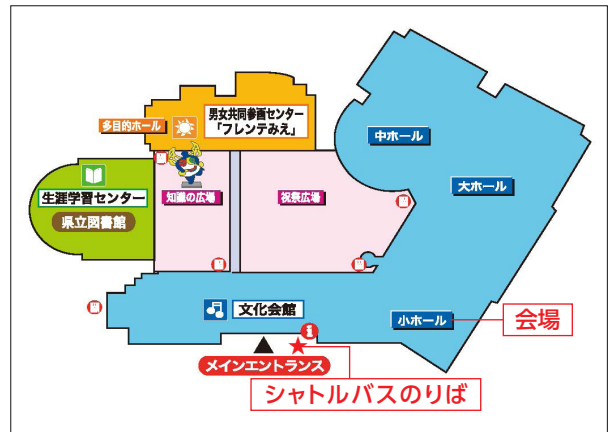 男女共同参画センター
「フレンテみえ」
多目的ホール
中ホール
大ホール
生涯学習センター
県立図書館
知識の広場
祝祭広場
文化会館
小ホール
会場
メインエントランス
シャトルバスのりば